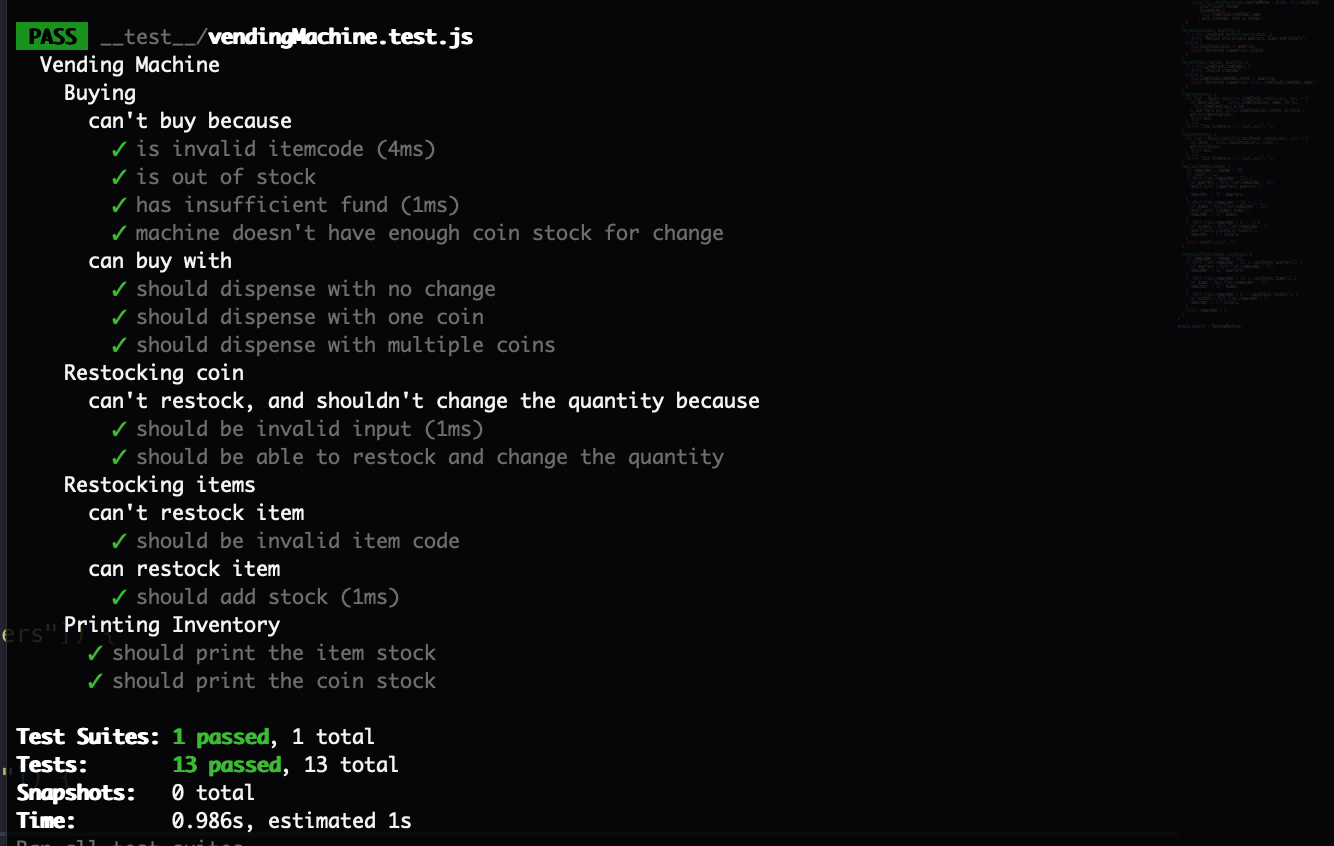 PASS __test__/vendingMachine.test.js
Vending Machine
Buying
can't buy because
✓ is invalid itemcode (4ms)
✓ is out of stock
✓ has insufficient fund (1ms)
✓ machine doesn't have enough coin stock for change
can buy with
✓ should dispense with no change
✓ should dispense with one coin
✓ should dispense with multiple coins
Restocking coin
can't restock, and shouldn't change the quantity because
✓ should be invalid input (1ms)
✓ should be able to restock and change the quantity
Restocking items
can't restock item
✓ should be invalid item code
can restock item
✓ should add stock (1ms)
Printing Inventory
✓ should print the item stock
✓ should print the coin stock
Test Suites: 1 passed, 1 total
Tests: 13 passed, 13 total
Snapshots: 0 total
Time: 0.986s, estimated 1s
Ran all test suites.